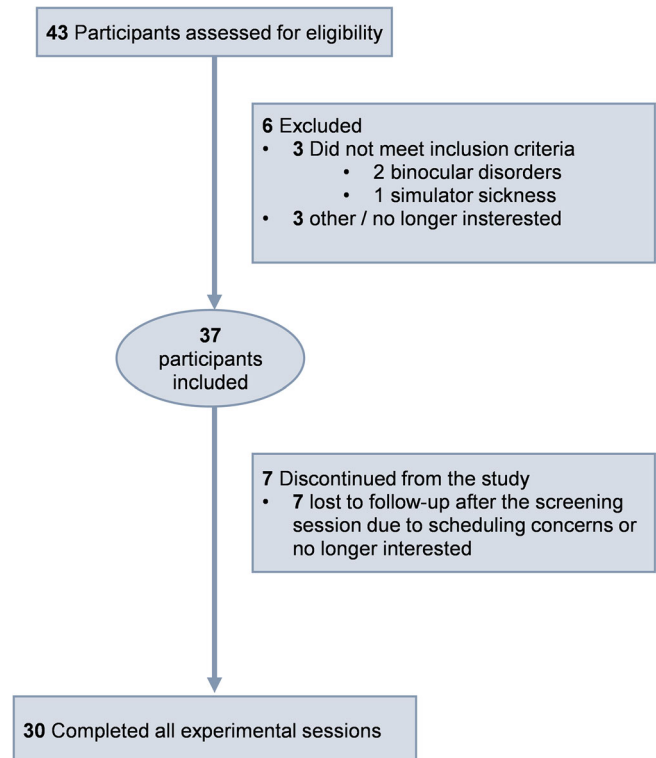 43 Participants assessed for eligibility
6 Excluded
• 3 Did not meet inclusion criteria
• 2 binocular disorders
• 1 simulator sickness
• 3 other / no longer insterested
37
participants
included
7 Discontinued from the study
• 7 lost to follow-up after the screening
session due to scheduling concerns or
no longer interested
30 Completed all experimental sessions